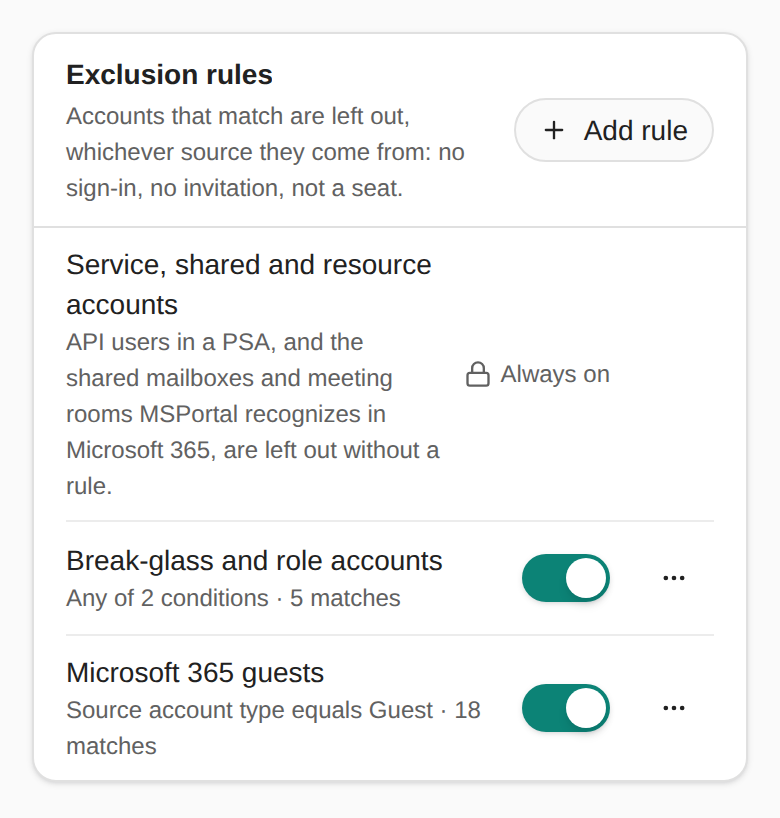 Exclusion rules
Accounts that match are left out,
whichever source they come from: no
sign-in, no invitation, not a seat.
Add rule
Service, shared and resource
accounts
API users in a PSA, and the
shared mailboxes and meeting
rooms MSPortal recognizes in
Microsoft 365, are left out without a
rule.
Always on
Break-glass and role accounts
Any of 2 conditions · 5 matches
Microsoft 365 guests
Source account type equals Guest · 18
matches